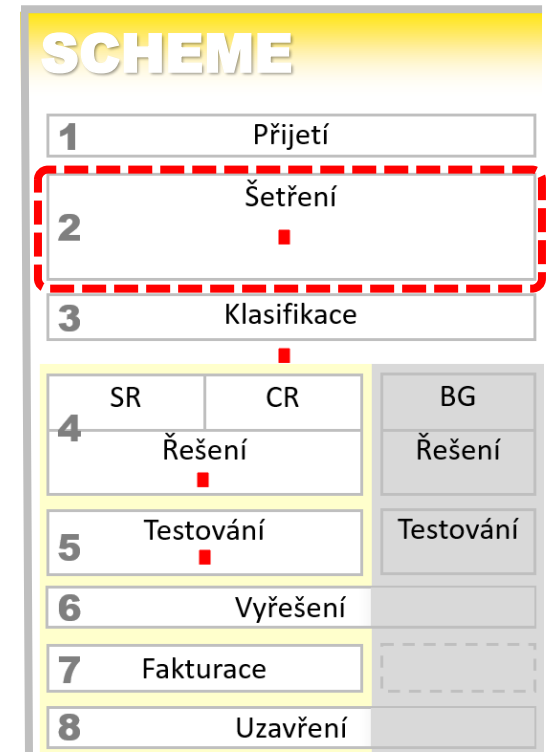 SCHEME
1 Přijetí
Šetření
2
3 Klasifikace
SR CR BG
4
Řešení Řešení
Testování Testování
5
6 Vyřešení
7 Fakturace
8 Uzavření